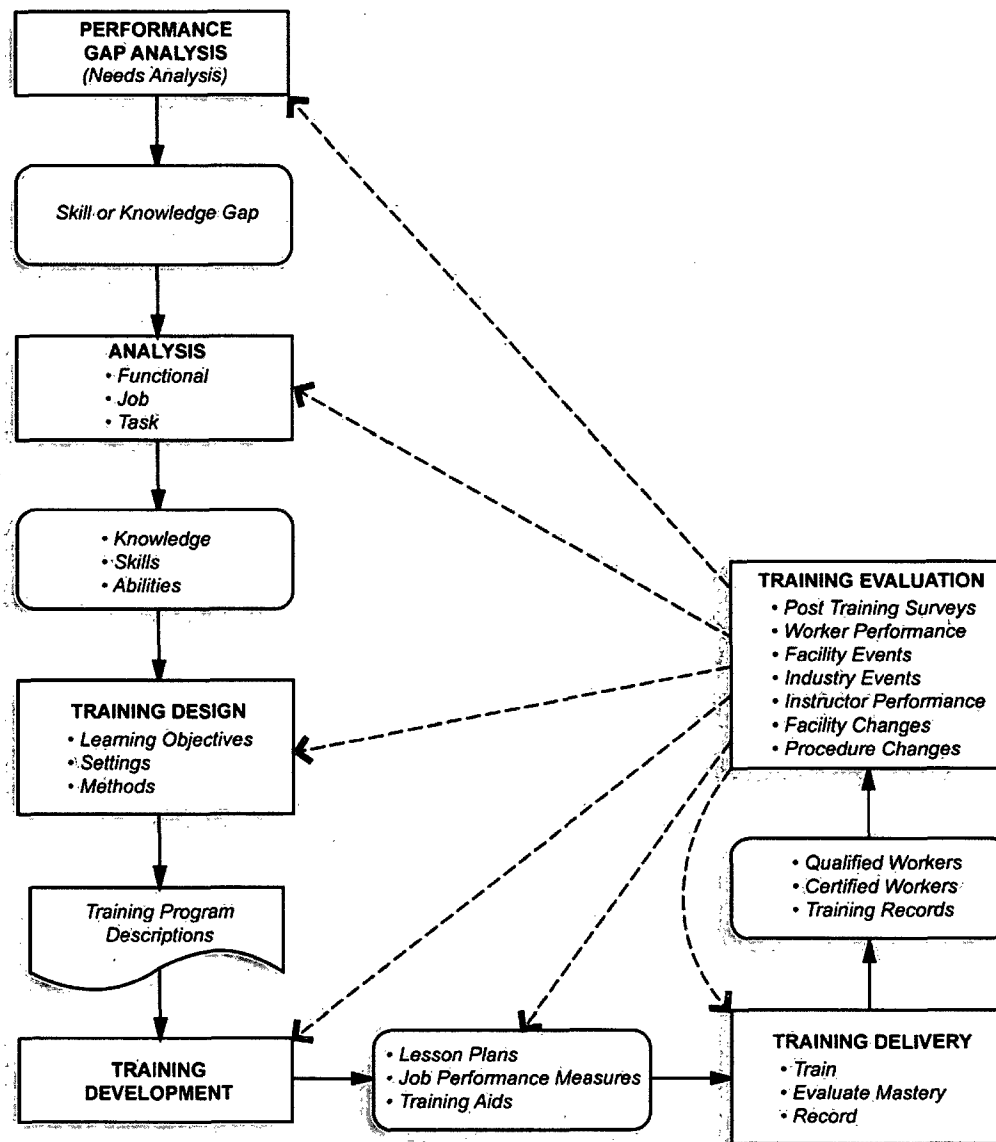 PERFORMANCE
GAP ANALYSIS
(Needs Analysis)
Skill or Knowledge Gap
ANALYSIS
• Functional
• Job
• Task
• Knowledge
• Skills
• Abilities
TRAINING DESIGN
• Learning Objectives
• Settings
• Methods
Training Program
Descriptions
TRAINING
DEVELOPMENT
• Lesson Plans
• Job Performance Measures
• Training Aids
TRAINING DELIVERY
• Train
• Evaluate Mastery
• Record
• Qualified Workers
• Certified Workers
• Training Records
TRAINING EVALUATION
• Post Training Surveys
• Worker Performance
• Facility Events
• Industry Events
• Instructor Performance
• Facility Changes
• Procedure Changes